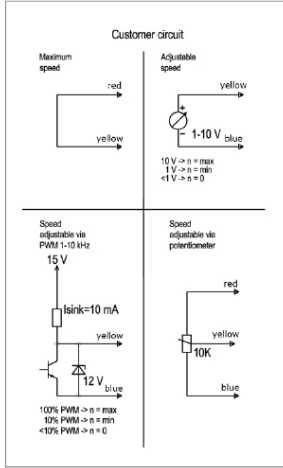 Customer circuit
Maximum
speed
red
yellow
Adjustable
speed
yellow
+
1-10 V
−
blue
10 V -> n = max
1 V -> n = min
<1 V -> n = 0
Speed
adjustable via
PWM 1-10 kHz
15 V
Isink=10 mA
yellow
12 V
blue
100% PWM -> n = max
10% PWM -> n = min
<10% PWM -> n = 0
Speed
adjustable via
potentiometer
red
yellow
10K
blue